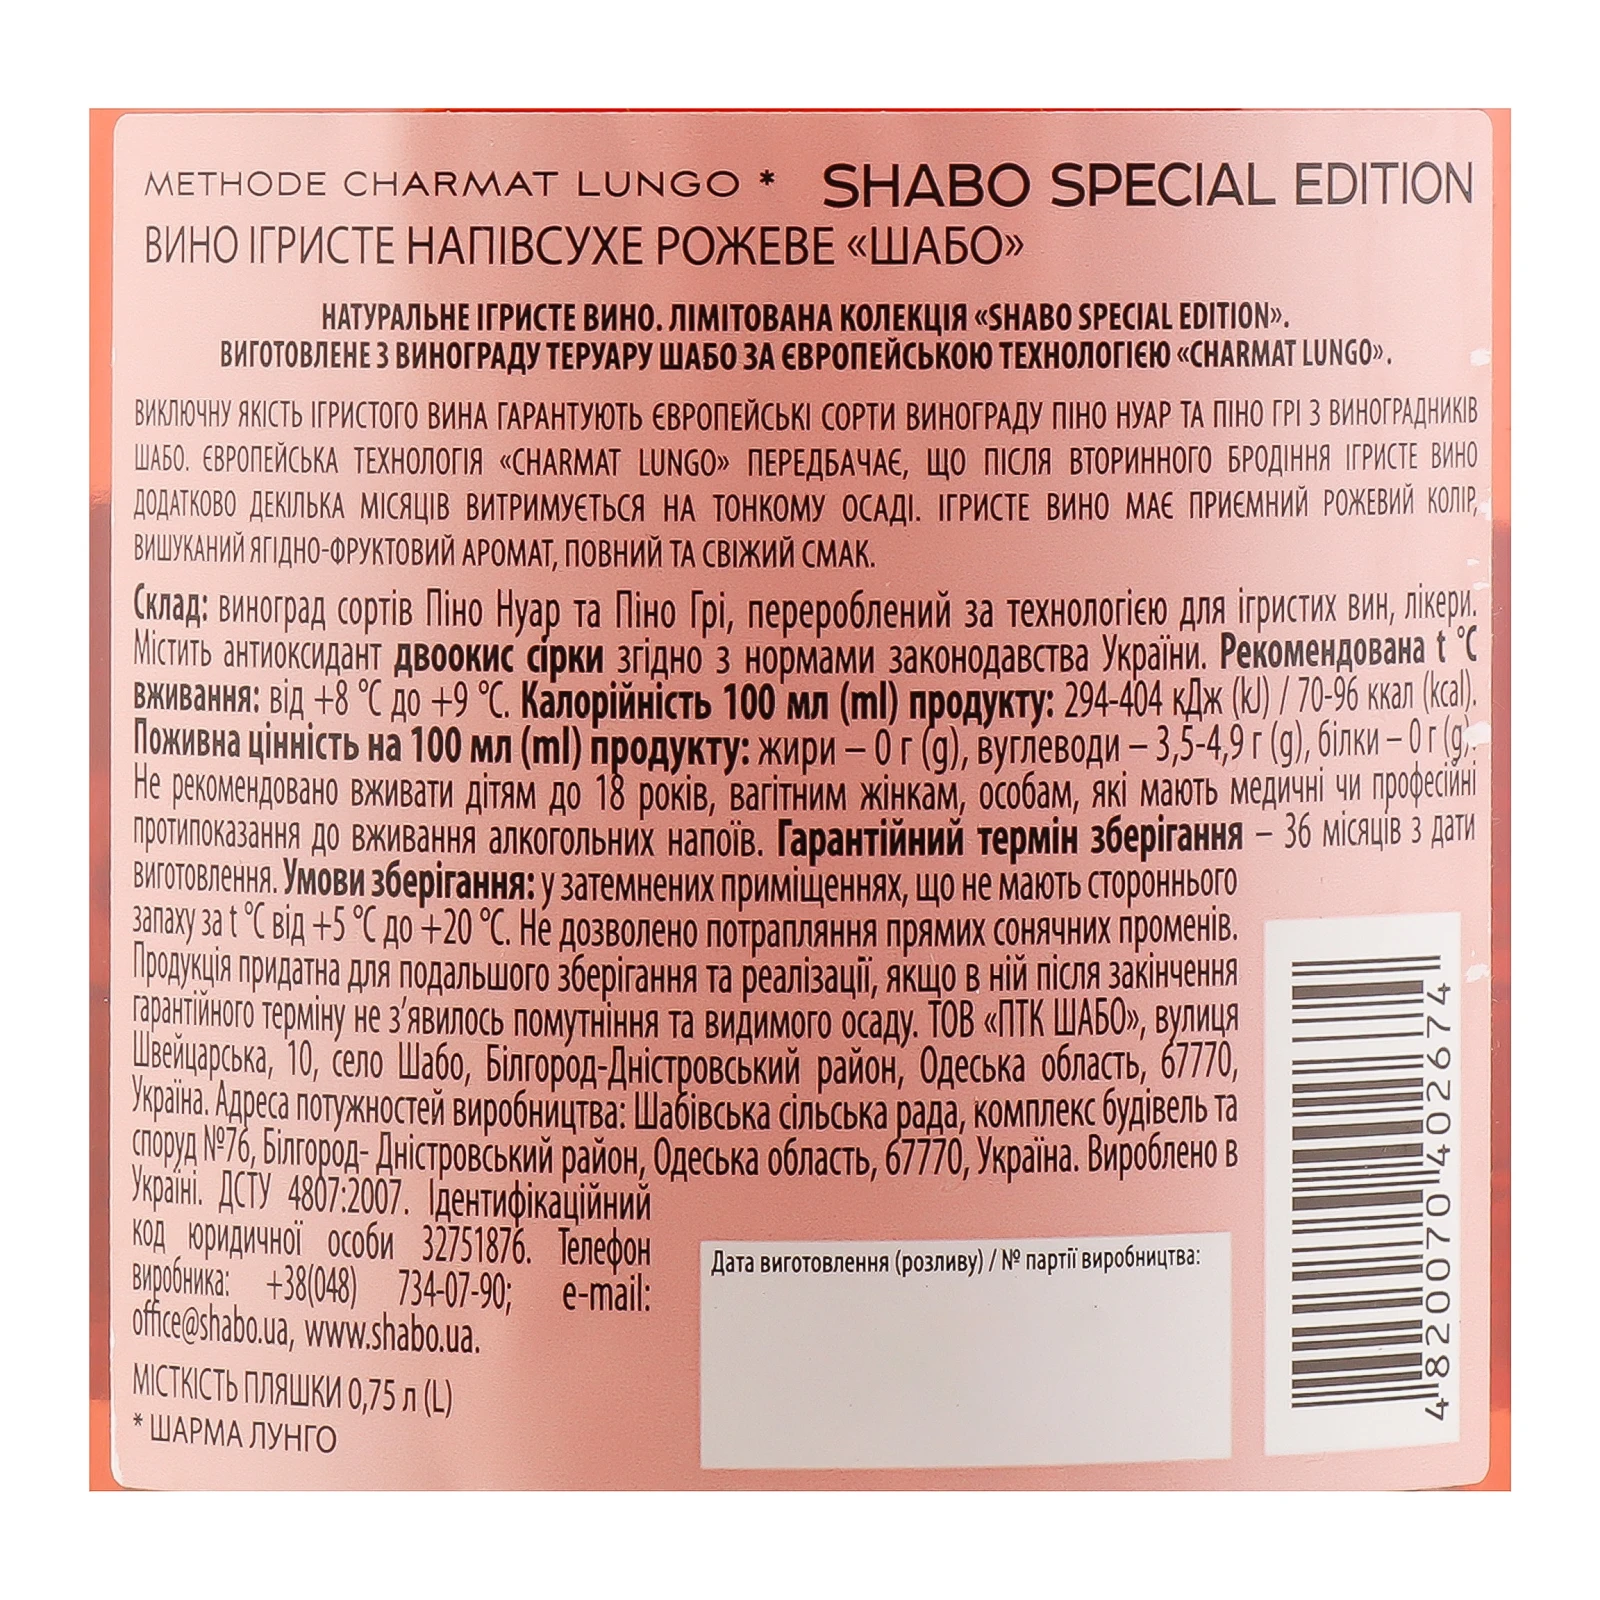 METHODE CHARMAT LUNGO * SHABO SPECIAL EDITION
ВИНО ІГРИСТЕ НАПІВСУХЕ РОЖЕВЕ «ШАБО»
НАТУРАЛЬНЕ ІГРИСТЕ ВИНО. ЛІМІТОВАНА КОЛЕКЦІЯ «SHABO SPECIAL EDITION».
ВИГОТОВЛЕНЕ З ВИНОГРАДУ ТЕРУАРУ ШАБО ЗА ЄВРОПЕЙСЬКОЮ ТЕХНОЛОГІЄЮ «CHARMAT LUNGO».
ВИКЛЮЧНУ ЯКІСТЬ ІГРИСТОГО ВИНА ГАРАНТУЮТЬ ЄВРОПЕЙСЬКІ СОРТИ ВИНОГРАДУ ПІНО НУАР ТА ПІНО ГРІ З ВИНОГРАДНИКІВ
ШАБО. ЄВРОПЕЙСЬКА ТЕХНОЛОГІЯ «CHARMAT LUNGO» ПЕРЕДБАЧАЄ, ЩО ПІСЛЯ ВТОРИННОГО БРОДІННЯ ІГРИСТЕ ВИНО
ДОДАТКОВО ДЕКІЛЬКА МІСЯЦІВ ВИТРИМУЄТЬСЯ НА ТОНКОМУ ОСАДІ. ІГРИСТЕ ВИНО МАЄ ПРИЄМНИЙ РОЖЕВИЙ КОЛІР,
ВИШУКАНИЙ ЯГІДНО-ФРУКТОВИЙ АРОМАТ, ПОВНИЙ ТА СВІЖИЙ СМАК.
Склад: виноград сортів Піно Нуар та Піно Грі, перероблений за технологією для ігристих вин, лікери.
Містить антиоксидант двоокис сірки згідно з нормами законодавства України. Рекомендована t °C
вживання: від +8 °C до +9 °C. Калорійність 100 мл (ml) продукту: 294-404 кДж (kJ) / 70-96 ккал (kcal).
Поживна цінність на 100 мл (ml) продукту: жири – 0 г (g), вуглеводи – 3,5-4,9 г (g), білки – 0 г (g).
Не рекомендовано вживати дітям до 18 років, вагітним жінкам, особам, які мають медичні чи професійні
протипоказання до вживання алкогольних напоїв. Гарантійний термін зберігання – 36 місяців з дати
виготовлення. Умови зберігання: у затемнених приміщеннях, що не мають стороннього
запаху за t °C від +5 °C до +20 °C. Не дозволено потрапляння прямих сонячних променів.
Продукція придатна для подальшого зберігання та реалізації, якщо в ній після закінчення
гарантійного терміну не з’явилось помутніння та видимого осаду. ТОВ «ПТК ШАБО», вулиця
Швейцарська, 10, село Шабо, Білгород-Дністровський район, Одеська область, 67770,
Україна. Адреса потужностей виробництва: Шабівська сільська рада, комплекс будівель та
споруд №76, Білгород- Дністровський район, Одеська область, 67770, Україна. Вироблено в
Україні. ДСТУ 4807:2007. Ідентифікаційний
код юридичної особи 32751876. Телефон
виробника: +38(048) 734-07-90; e-mail:
office@shabo.ua, www.shabo.ua.
МІСТКІСТЬ ПЛЯШКИ 0,75 л (L)
* ШАРМА ЛУНГО
Дата виготовлення (розливу) / № партії виробництва:
4820070402674